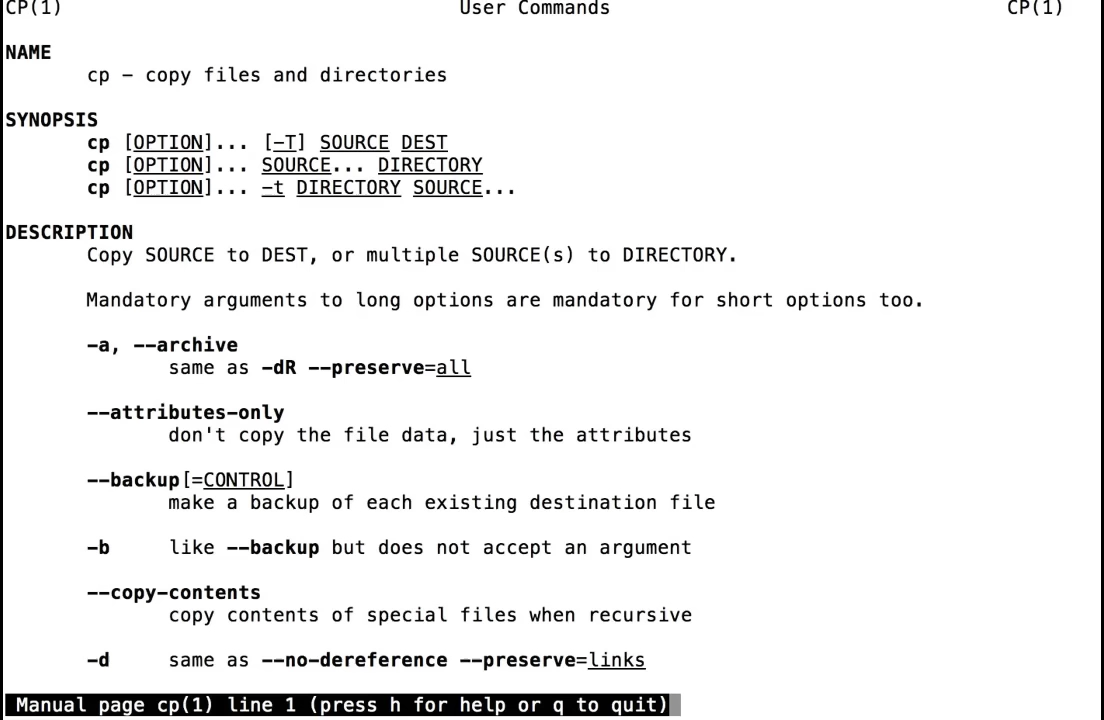 CP(1) User Commands CP(1)
NAME
cp – copy files and directories
SYNOPSIS
cp [OPTION]... [–T] SOURCE DEST
cp [OPTION]... SOURCE... DIRECTORY
cp [OPTION]... –t DIRECTORY SOURCE...
DESCRIPTION
Copy SOURCE to DEST, or multiple SOURCE(s) to DIRECTORY.
Mandatory arguments to long options are mandatory for short options too.
–a, ––archive
same as –dR ––preserve=all
––attributes–only
don't copy the file data, just the attributes
––backup[=CONTROL]
make a backup of each existing destination file
–b like ––backup but does not accept an argument
––copy–contents
copy contents of special files when recursive
–d same as ––no–dereference ––preserve=links
Manual page cp(1) line 1 (press h for help or q to quit)